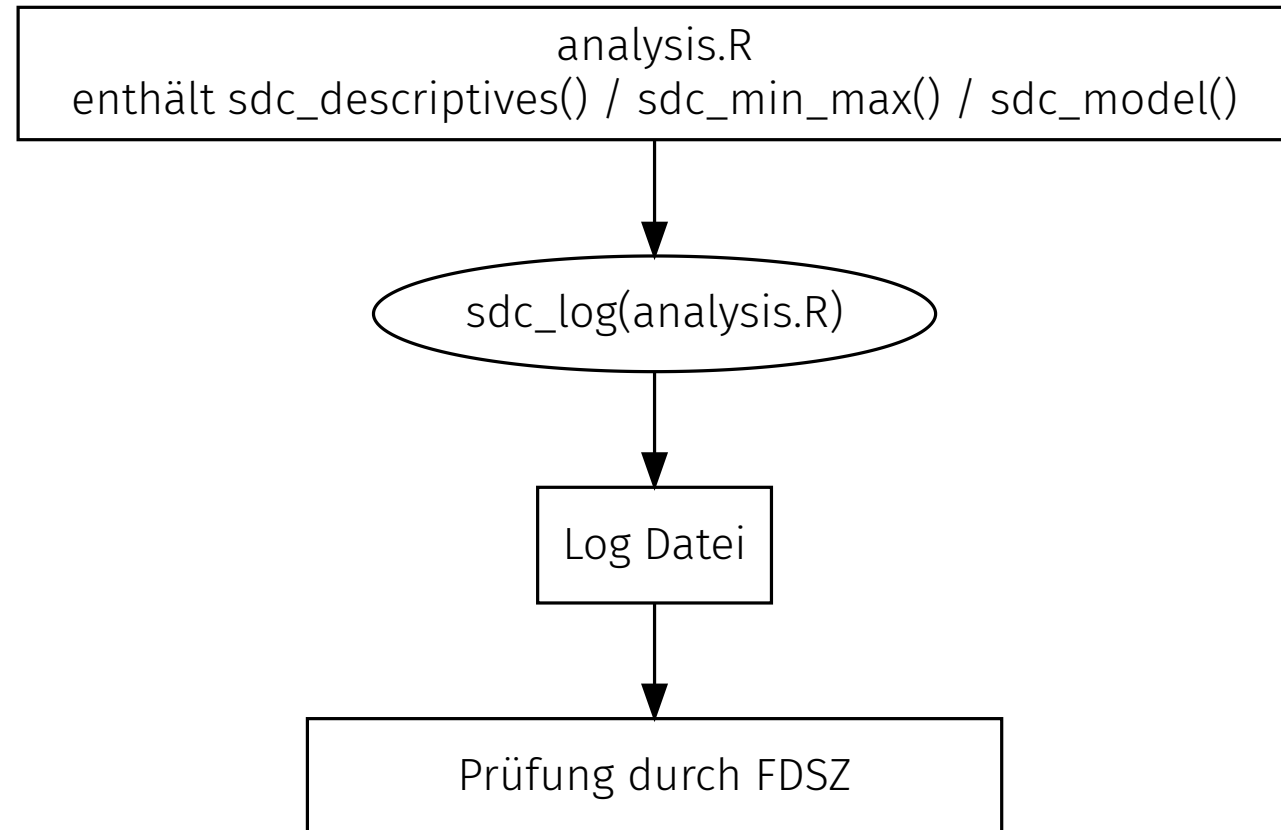 analysis.R
enthält sdc_descriptives() / sdc_min_max() / sdc_model()
sdc_log(analysis.R)
Log Datei
Prüfung durch FDSZ